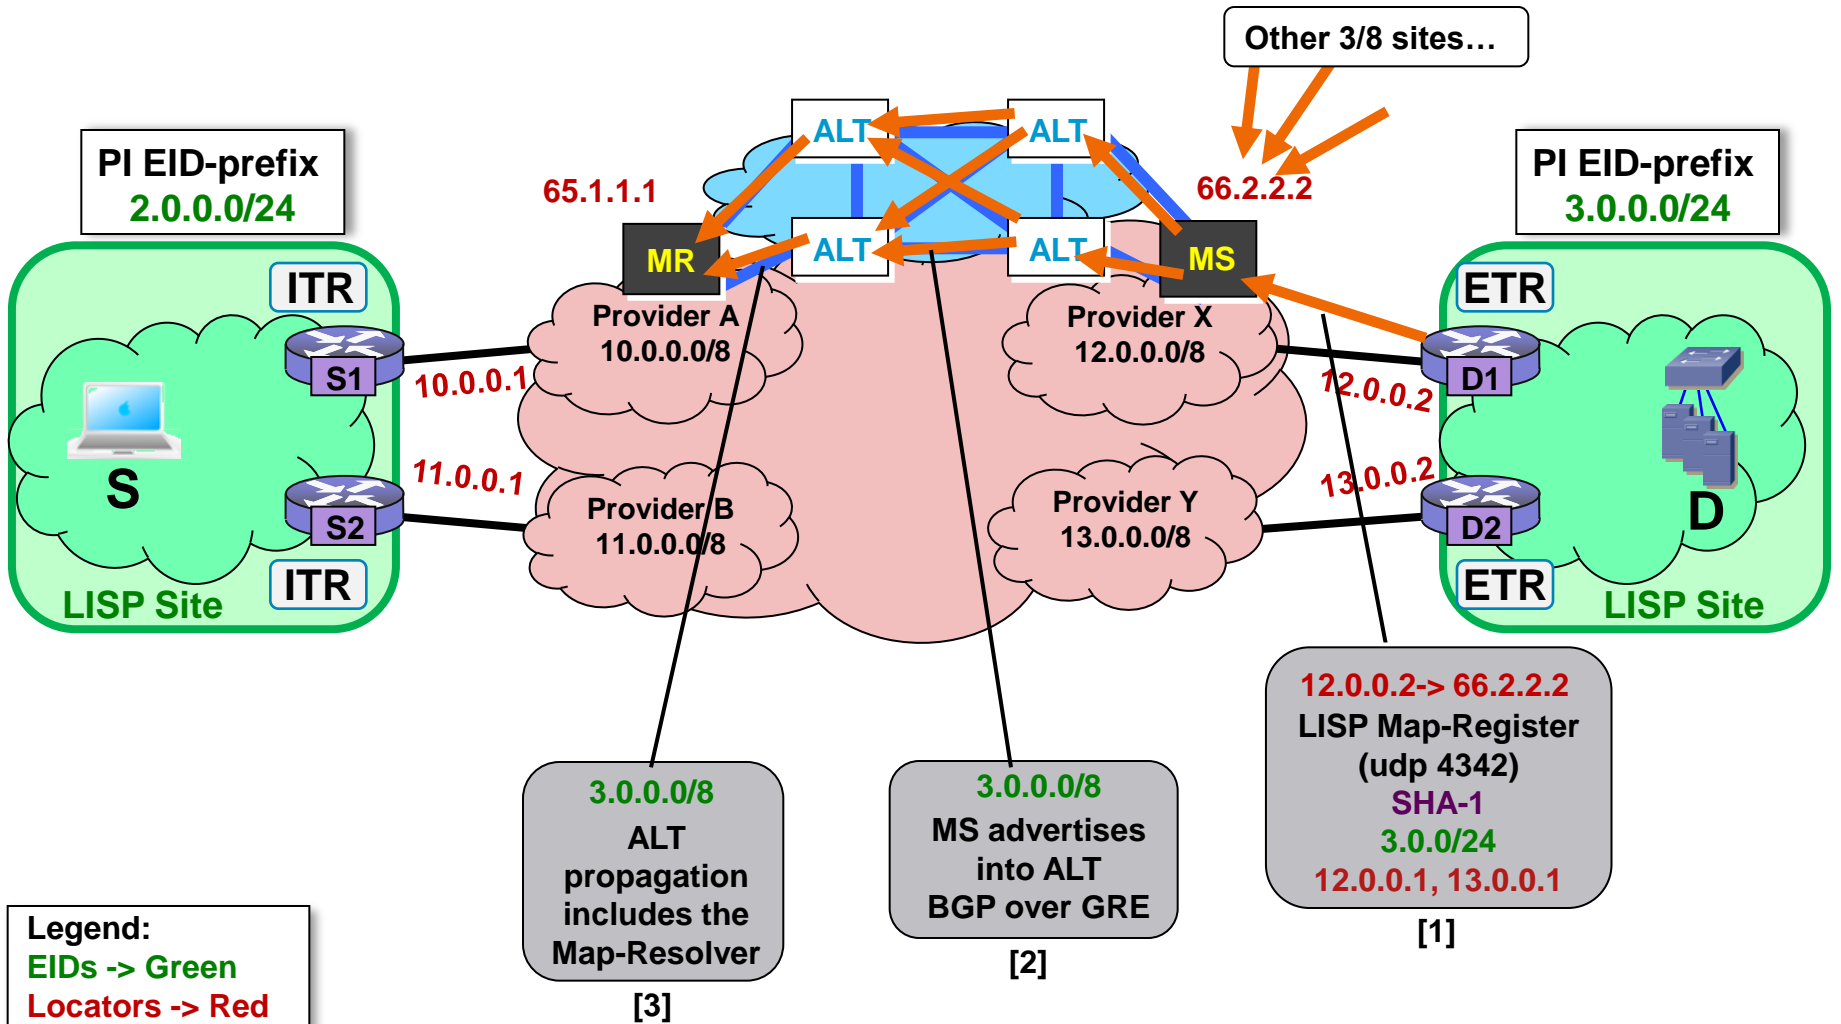 Other 3/8 sites…
PI EID-prefix
2.0.0.0/24
65.1.1.1
ALT
ALT
66.2.2.2
PI EID-prefix
3.0.0.0/24
MR
ALT
ALT
MS
ITR
ETR
Provider A
10.0.0.0/8
Provider X
12.0.0.0/8
S1
10.0.0.1
12.0.0.2
D1
S
11.0.0.1
13.0.0.2
D
Provider B
11.0.0.0/8
Provider Y
13.0.0.0/8
S2
D2
ITR
ETR
LISP Site
LISP Site
12.0.0.2-> 66.2.2.2
LISP Map-Register
(udp 4342)
SHA-1
3.0.0/24
12.0.0.1, 13.0.0.1
[1]
3.0.0.0/8
MS advertises
into ALT
BGP over GRE
[2]
3.0.0.0/8
ALT
propagation
includes the
Map-Resolver
[3]
Legend:
EIDs -> Green
Locators -> Red